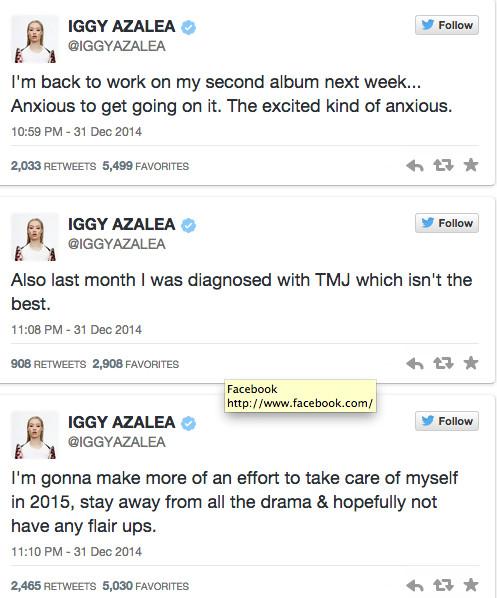 IGGY AZALEA
Follow
@IGGYAZALEA
I'm back to work on my second album next week...
Anxious to get going on it. The excited kind of anxious.
10:59 PM - 31 Dec 2014
2,033 RETWEETS 5,499 FAVORITES
IGGY AZALEA
Follow
@IGGYAZALEA
Also last month I was diagnosed with TMJ which isn't the
best.
11:08 PM - 31 Dec 2014
908 RETWEETS 2,908 FAVORITES
Facebook
http://www.facebook.com/
IGGY AZALEA
Follow
@IGGYAZALEA
I'm gonna make more of an effort to take care of myself
in 2015, stay away from all the drama & hopefully not
have any flair ups.
11:10 PM - 31 Dec 2014
2,465 RETWEETS 5,030 FAVORITES